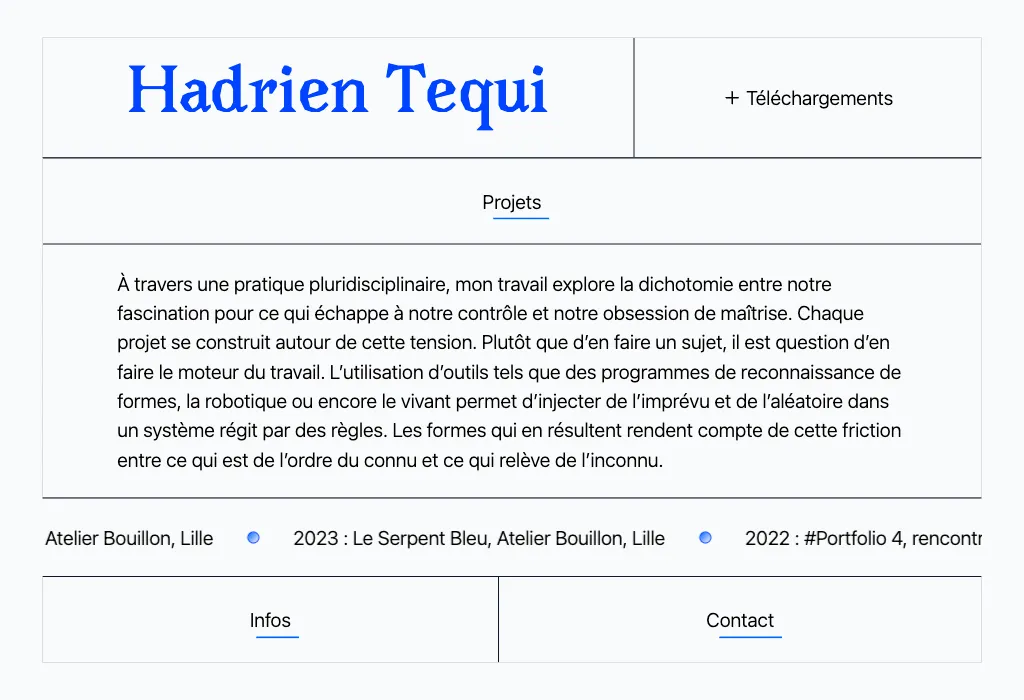 Hadrien Tequi
+ Téléchargements
Projets
À travers une pratique pluridisciplinaire, mon travail explore la dichotomie entre notre
fascination pour ce qui échappe à notre contrôle et notre obsession de maîtrise. Chaque
projet se construit autour de cette tension. Plutôt que d’en faire un sujet, il est question d’en
faire le moteur du travail. L’utilisation d’outils tels que des programmes de reconnaissance de
formes, la robotique ou encore le vivant permet d’injecter de l’imprévu et de l’aléatoire dans
un système régit par des règles. Les formes qui en résultent rendent compte de cette friction
entre ce qui est de l’ordre du connu et ce qui relève de l’inconnu.
Atelier Bouillon, Lille 2023 : Le Serpent Bleu, Atelier Bouillon, Lille 2022 : #Portfolio 4,
Infos Contact